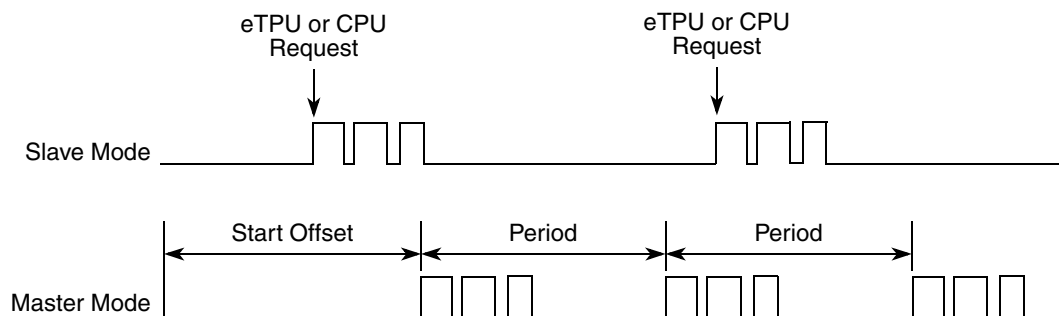 eTPU or CPU
Request
eTPU or CPU
Request
Slave Mode
Start Offset
Period
Period
Master Mode